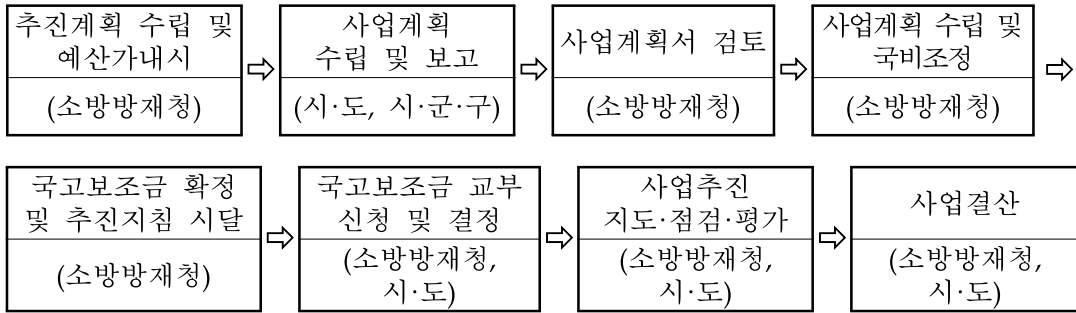 추진계획 수립 및
예산가내시
(소방방재청)
사업계획
수립 및 보고
(시·도, 시·군·구)
사업계획서 검토
(소방방재청)
사업계획 수립 및
국비조정
(소방방재청)
국고보조금 확정
및 추진지침 시달
(소방방재청)
국고보조금 교부
신청 및 결정
(소방방재청,
시·도)
사업추진
지도·점검·평가
(소방방재청,
시·도)
사업결산
(소방방재청,
시·도)